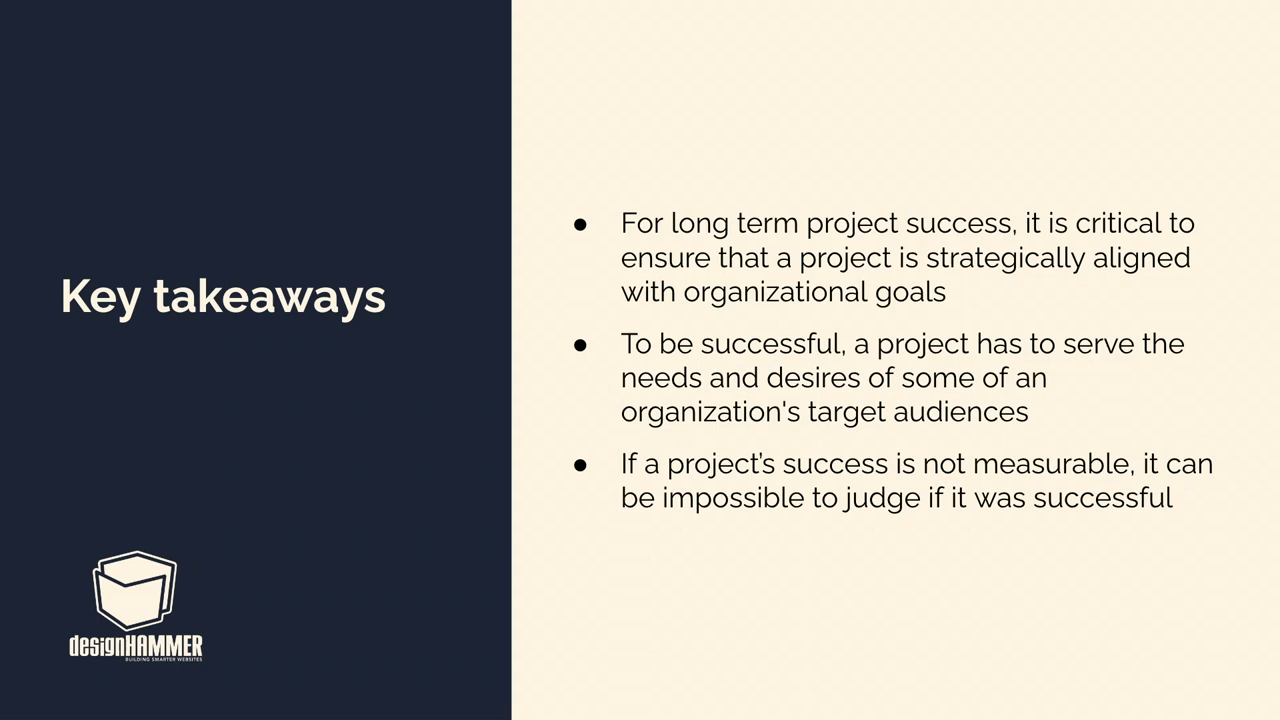 Key takeaways
● For long term project success, it is critical to
ensure that a project is strategically aligned
with organizational goals
● To be successful, a project has to serve the
needs and desires of some of an
organization's target audiences
● If a project’s success is not measurable, it can
be impossible to judge if it was successful
designHAMMER
BUILDING SMARTER WEBSITES